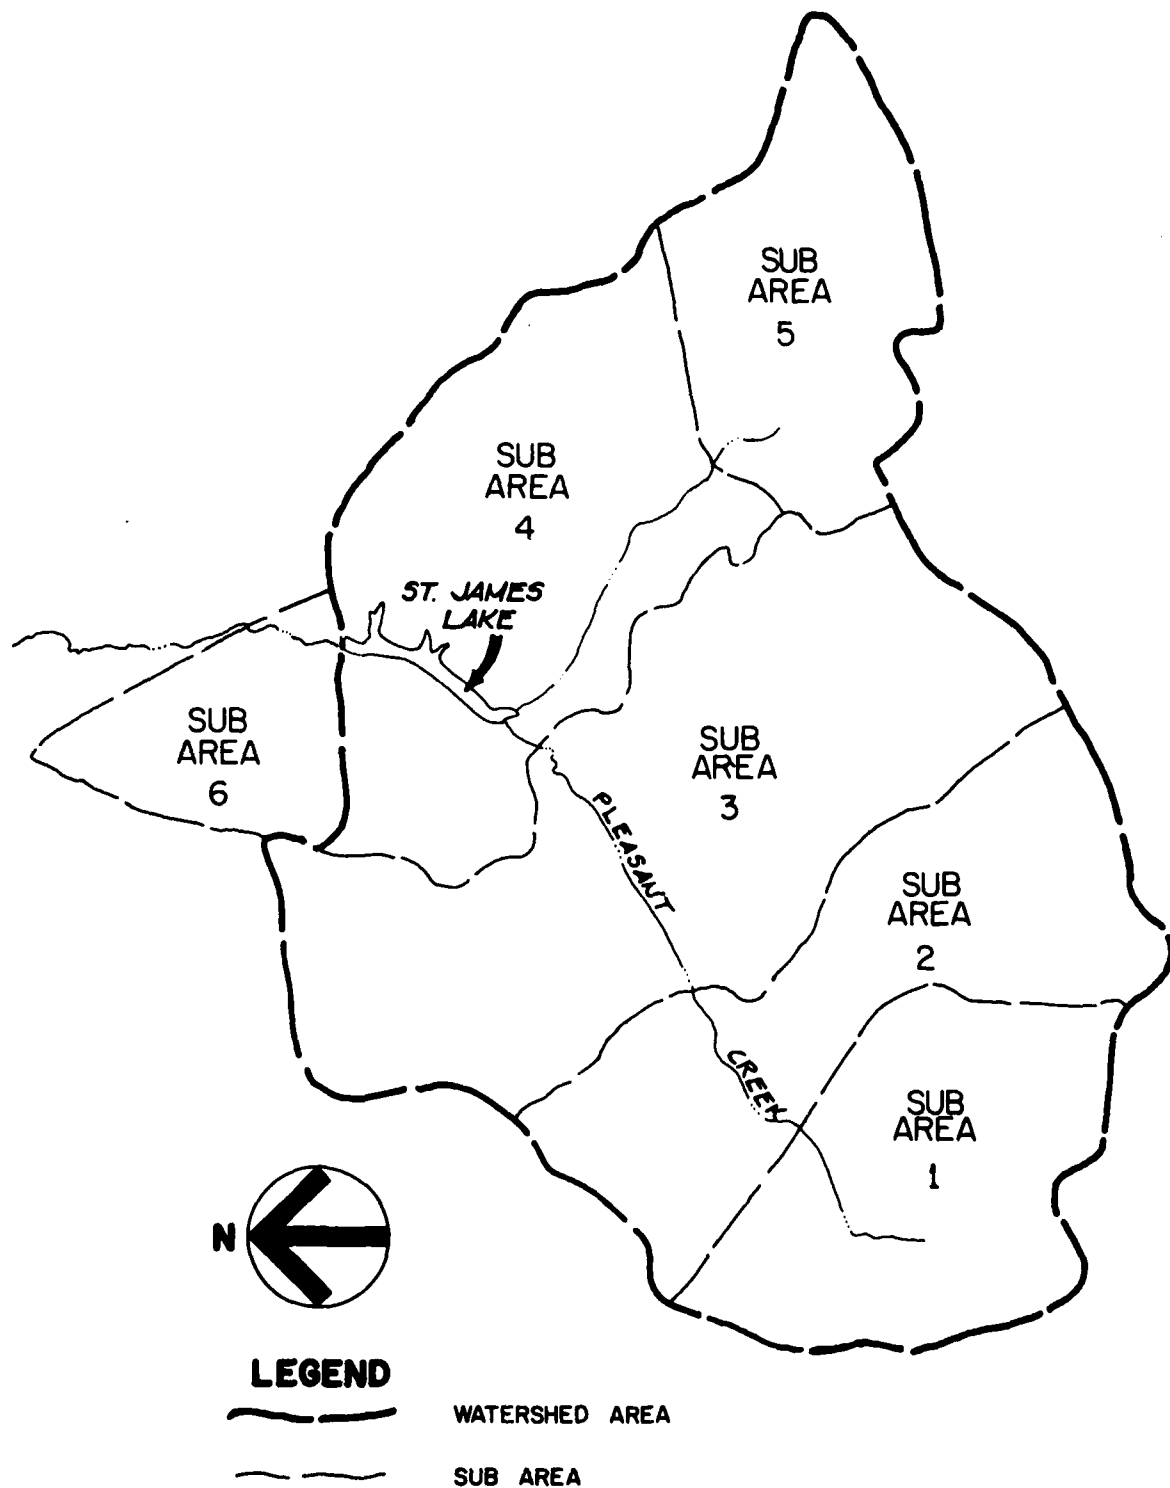 SUB
AREA
5
SUB
AREA
4
ST. JAMES
LAKE
SUB
AREA
6
SUB
AREA
3
PLEASANT
SUB
AREA
2
CREEK
SUB
AREA
1
N
LEGEND
WATERSHED AREA
SUB AREA